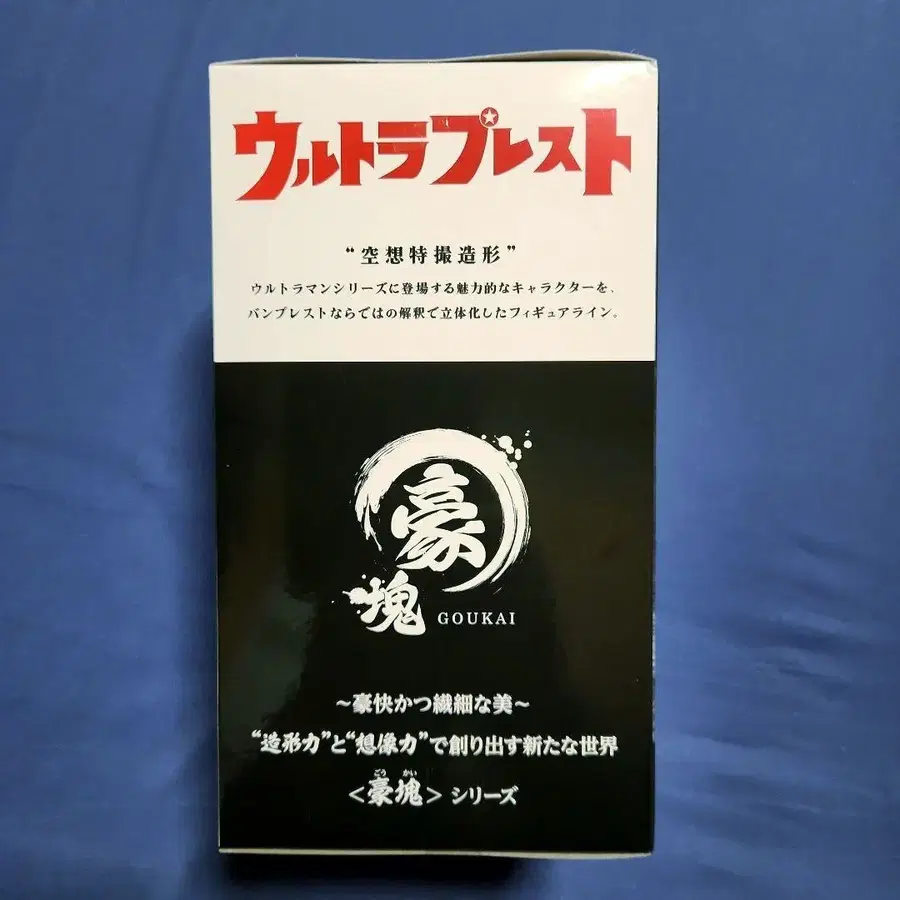 ウルトラプレスト
“空想特撮造形”
ウルトラマンシリーズに登場する魅力的なキャラクターを、
バンプレストならではの解釈で立体化したフィギュアライン。
豪
塊 GOUKAI
～豪快かつ繊細な美～
“造形力”と“想像力”で創り出す新たな世界
ごう かい
＜豪塊＞シリーズ